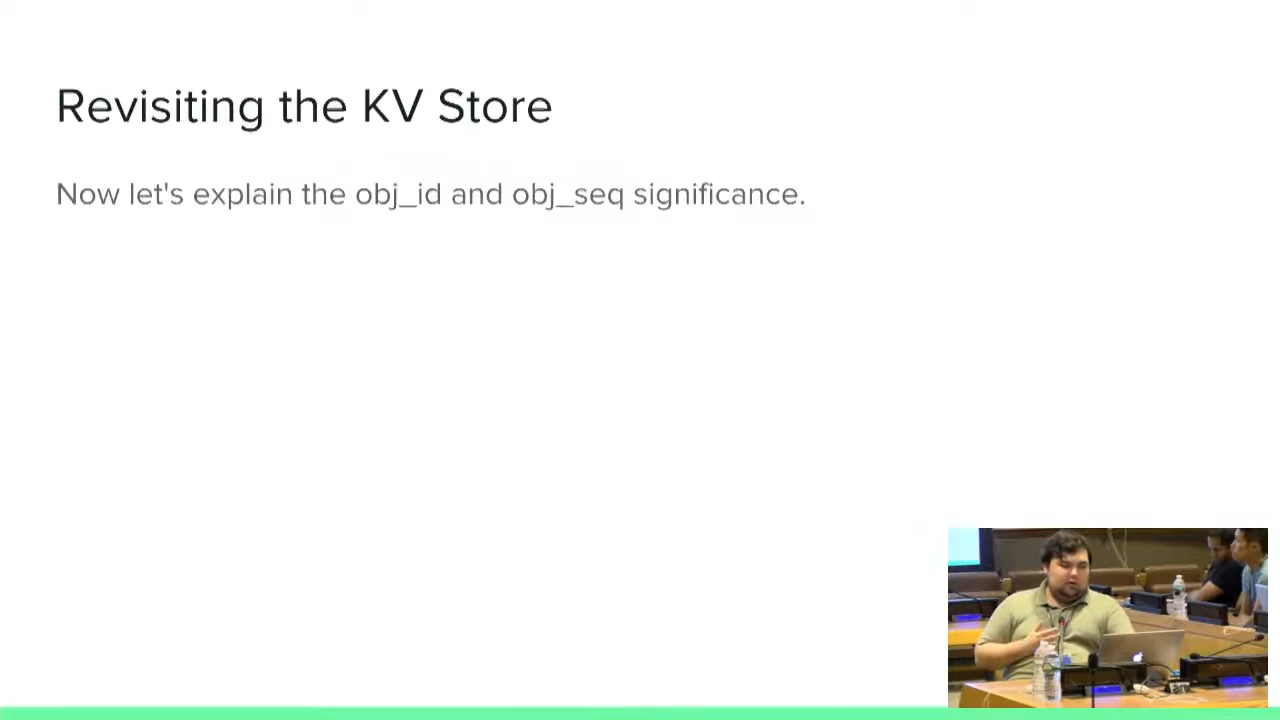 Revisiting the KV Store
Now let's explain the obj_id and obj_seq significance.